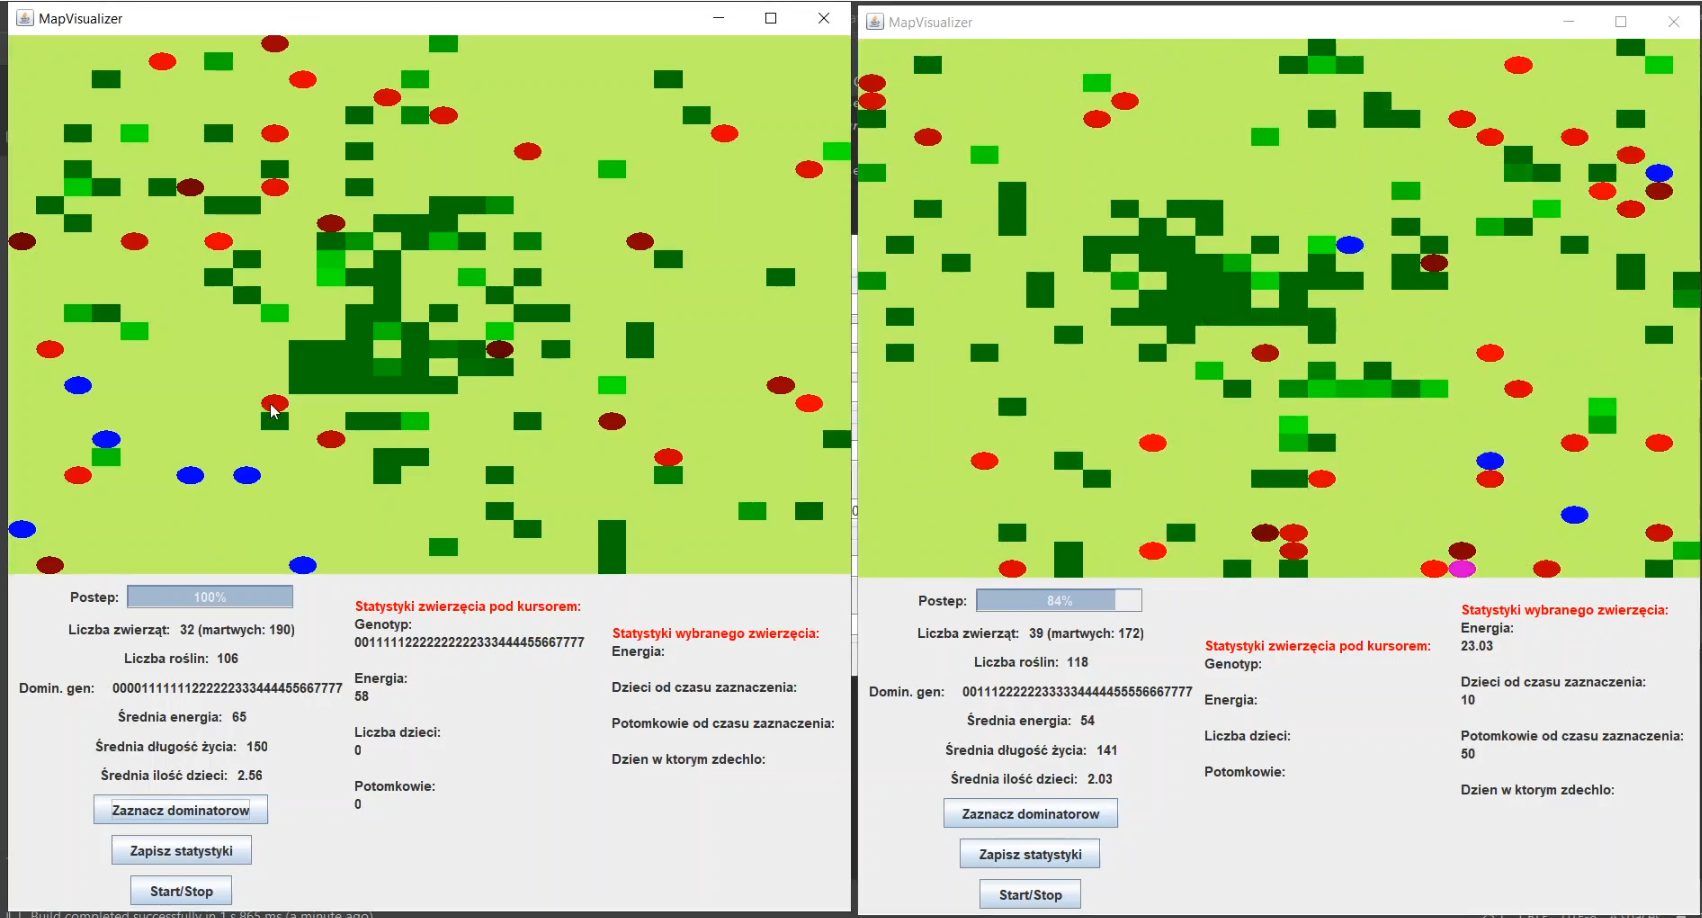 MapVisualizer
Postep: 100%
Liczba zwierząt: 32 (martwych: 190)
Liczba roślin: 106
Domin. gen: 00001111111222222333444455667777
Średnia energia: 65
Średnia długość życia: 150
Średnia ilość dzieci: 2.56
Zaznacz dominatorow
Zapisz statystyki
Start/Stop
Statystyki zwierzęcia pod kursorem:
Genotyp:
00111112222222222333444455667777
Energia:
58
Liczba dzieci:
0
Potomkowie:
0
Statystyki wybranego zwierzęcia:
Energia:
Dzieci od czasu zaznaczenia:
Potomkowie od czasu zaznaczenia:
Dzien w ktorym zdechlo:
MapVisualizer
Postep: 84%
Liczba zwierząt: 39 (martwych: 172)
Liczba roślin: 118
Domin. gen: 00111222222333334444455556667777
Średnia energia: 54
Średnia długość życia: 141
Średnia ilość dzieci: 2.03
Zaznacz dominatorow
Zapisz statystyki
Start/Stop
Statystyki zwierzęcia pod kursorem:
Genotyp:
Energia:
Liczba dzieci:
Potomkowie:
Statystyki wybranego zwierzęcia:
Energia:
23.03
Dzieci od czasu zaznaczenia:
10
Potomkowie od czasu zaznaczenia:
50
Dzien w ktorym zdechlo:
Build completed successfully in 1 s 865 ms (a minute ago)